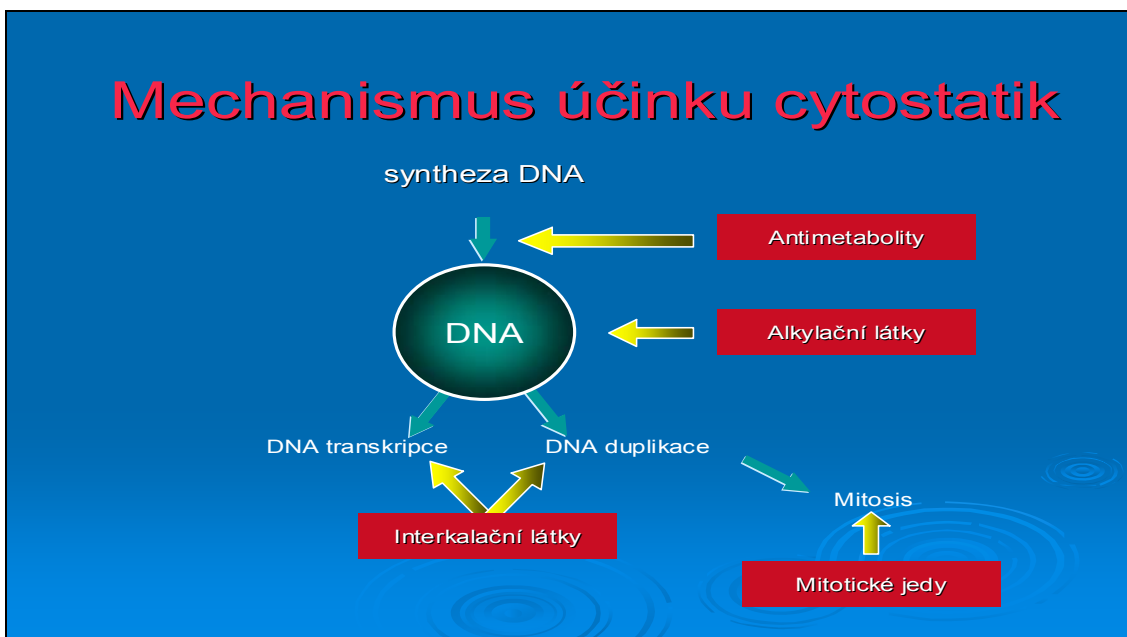 Mechanismus účinku cytostatik
syntheza DNA
Antimetabolity
DNA
Alkylační látky
DNA transkripce
DNA duplikace
Mitosis
Interkalační látky
Mitotické jedy